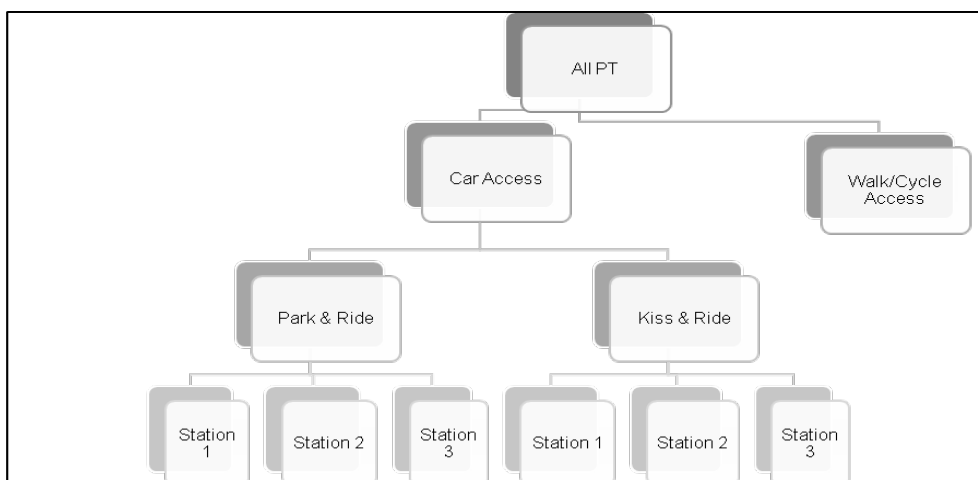 All PT
Car Access
Walk/Cycle
Access
Park & Ride
Kiss & Ride
Station
1
Station 2
Station
3
Station 1
Station 2
Station
3